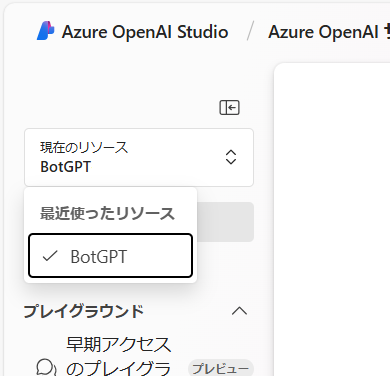 Azure OpenAI Studio / Azure OpenAI
現在のリソース
BotGPT
最近使ったリソース
BotGPT
プレイグラウンド
早期アクセス
のプレイグラ
プレビュー